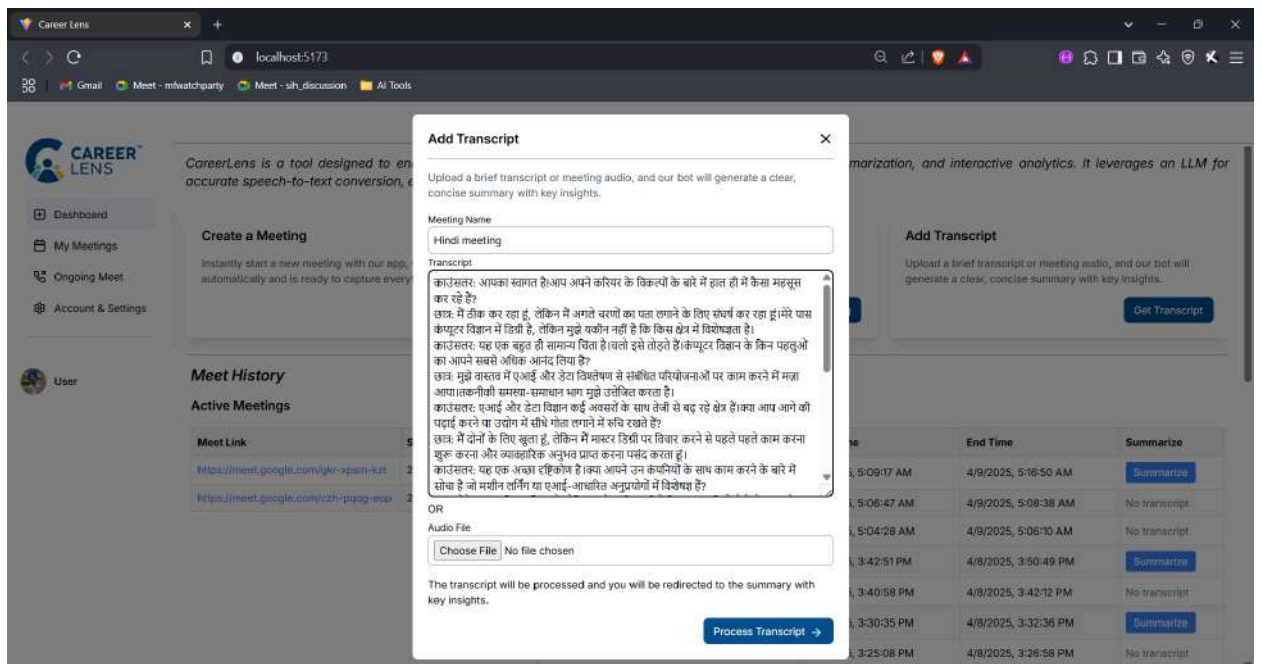 Career Lens
localhost:5173
Gmail
Meet - mfwatchparty
Meet - sih_discussion
AI Tools
CAREER
LENS
Dashboard
My Meetings
Ongoing Meet
Account & Settings
User
CareerLens is a tool designed to en
marization, and interactive analytics. It leverages an LLM for
accurate speech-to-text conversion,
Create a Meeting
Instantly start a new meeting with our app,
automatically and is ready to capture every
Add Transcript
Upload a brief transcript or meeting audio, and our bot will
generate a clear, concise summary with key insights.
Get Transcript
Meet History
Active Meetings
Meet Link
End Time
Summarize
https://meet.google.com/gkr-xpsm-kzt
5:09:17 AM
4/9/2025, 5:16:50 AM
Summarize
5:06:47 AM
4/9/2025, 5:08:38 AM
No transcript
5:04:28 AM
4/9/2025, 5:06:10 AM
No transcript
3:42:51 PM
4/8/2025, 3:50:49 PM
Summarize
3:40:58 PM
4/8/2025, 3:42:12 PM
No transcript
3:30:35 PM
4/8/2025, 3:32:36 PM
Summarize
3:25:08 PM
4/8/2025, 3:26:58 PM
No transcript
Add Transcript
Upload a brief transcript or meeting audio, and our bot will generate a clear,
concise summary with key insights.
Meeting Name
Hindi meeting
Transcript
काउंसलर: आपका स्वागत है।आप अपने करियर के विकल्पों के बारे में हाल ही में कैसा महसूस
कर रहे हैं?
छात्र: मैं ठीक कर रहा हूं, लेकिन मैं अगले चरणों का पता लगाने के लिए संघर्ष कर रहा हूं।मेरे पास
कंप्यूटर विज्ञान में डिग्री है, लेकिन मुझे यकीन नहीं है कि किस क्षेत्र में विशेषज्ञता है।
काउंसलर: यह एक बहुत ही सामान्य चिंता है।चलो इसे तोड़ते हैं।कंप्यूटर विज्ञान के किन पहलुओं
का आपने सबसे अधिक आनंद लिया है?
छात्र: मुझे वास्तव में एआई और डेटा विश्लेषण से संबंधित परियोजनाओं पर काम करने में मज़ा
आया।तकनीकी समस्या-समाधान भाग मुझे उत्तेजित करता है।
काउंसलर: एआई और डेटा विज्ञान कई अवसरों के साथ तेजी से बढ़ रहे क्षेत्र हैं।क्या आप आगे की
पढ़ाई करने या उद्योग में सीधे गोता लगाने में रुचि रखते हैं?
छात्र: मैं दोनों के लिए खुला हूं, लेकिन मैं मास्टर डिग्री पर विचार करने से पहले पहले काम करना
शुरू करना और व्यावहारिक अनुभव प्राप्त करना पसंद करता हूं।
काउंसलर: यह एक अच्छा दृष्टिकोण है।क्या आपने उन कंपनियों के साथ काम करने के बारे में
सोचा है जो मशीन लर्निंग या एआई-आधारित अनुप्रयोगों में विशेषज्ञ हैं?
OR
Audio File
Choose File No file chosen
The transcript will be processed and you will be redirected to the summary with
key insights.
Process Transcript →